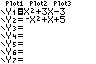 Plot1 Plot2 Plot3
\Y₁=X²+3X-3
\Y₂=-X²+X+5
\Y₃=
\Y₄=
\Y₅=
\Y₆=
\Y₇=